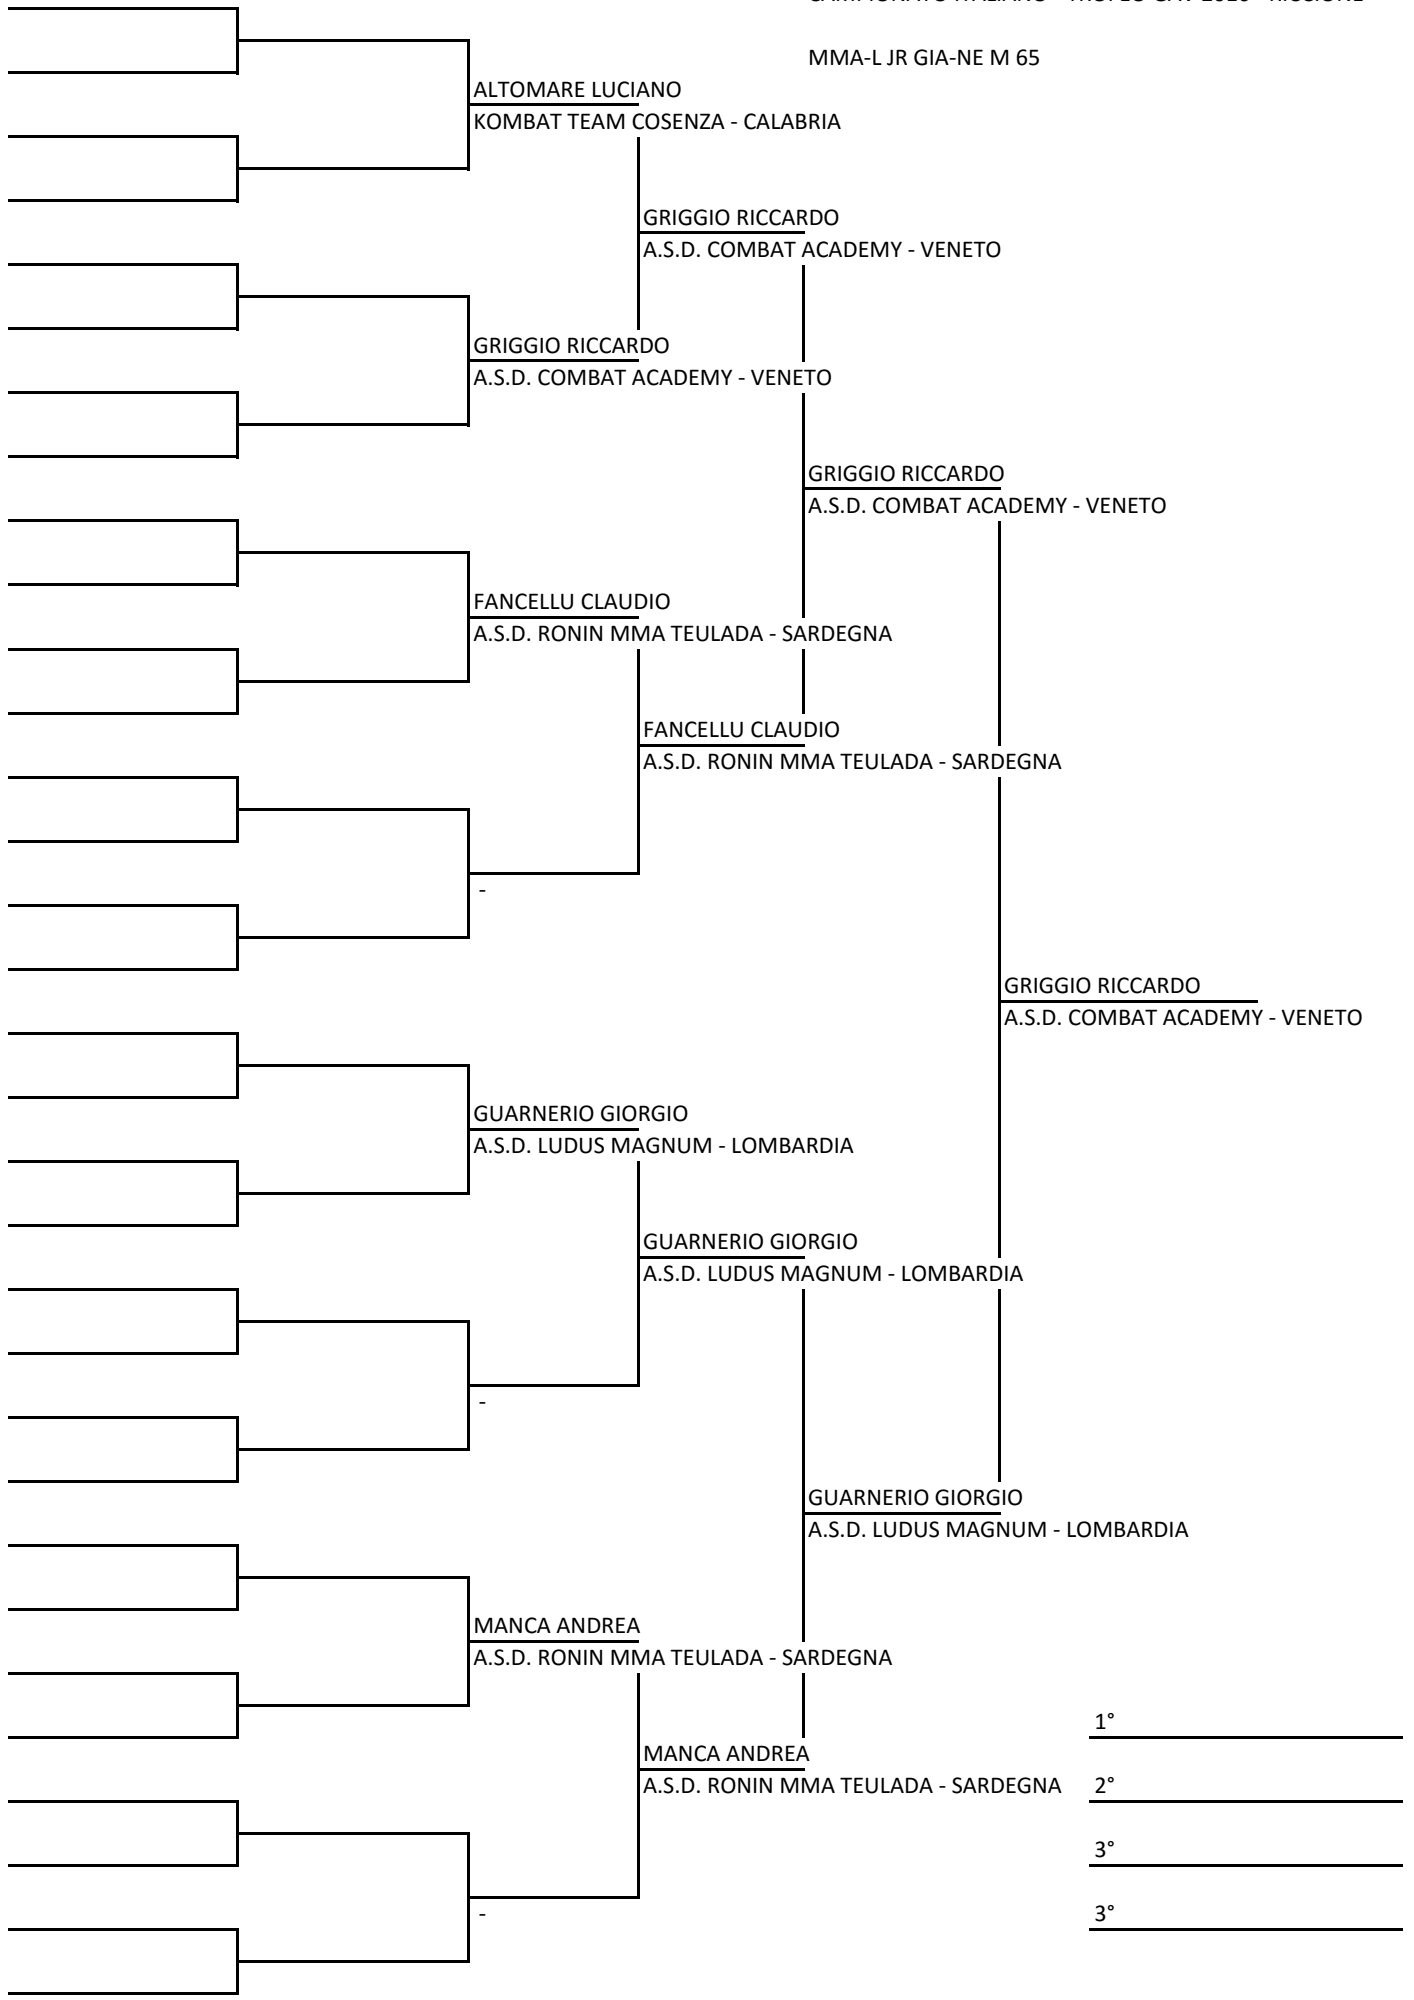 MMA-L JR GIA-NE M 65
ALTOMARE LUCIANO
KOMBAT TEAM COSENZA - CALABRIA
GRIGGIO RICCARDO
A.S.D. COMBAT ACADEMY - VENETO
GRIGGIO RICCARDO
A.S.D. COMBAT ACADEMY - VENETO
GRIGGIO RICCARDO
A.S.D. COMBAT ACADEMY - VENETO
FANCELLU CLAUDIO
A.S.D. RONIN MMA TEULADA - SARDEGNA
FANCELLU CLAUDIO
A.S.D. RONIN MMA TEULADA - SARDEGNA
-
GRIGGIO RICCARDO
A.S.D. COMBAT ACADEMY - VENETO
GUARNERIO GIORGIO
A.S.D. LUDUS MAGNUM - LOMBARDIA
GUARNERIO GIORGIO
A.S.D. LUDUS MAGNUM - LOMBARDIA
-
GUARNERIO GIORGIO
A.S.D. LUDUS MAGNUM - LOMBARDIA
MANCA ANDREA
A.S.D. RONIN MMA TEULADA - SARDEGNA
1°
MANCA ANDREA
A.S.D. RONIN MMA TEULADA - SARDEGNA
2°
3°
-
3°